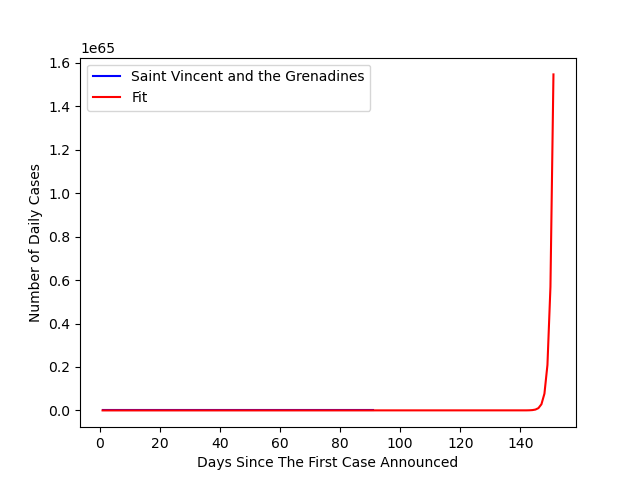 1e65
1.6
1.4
1.2
1.0
0.8
0.6
0.4
0.2
0.0
Number of Daily Cases
Saint Vincent and the Grenadines
Fit
0 20 40 60 80 100 120 140
Days Since The First Case Announced